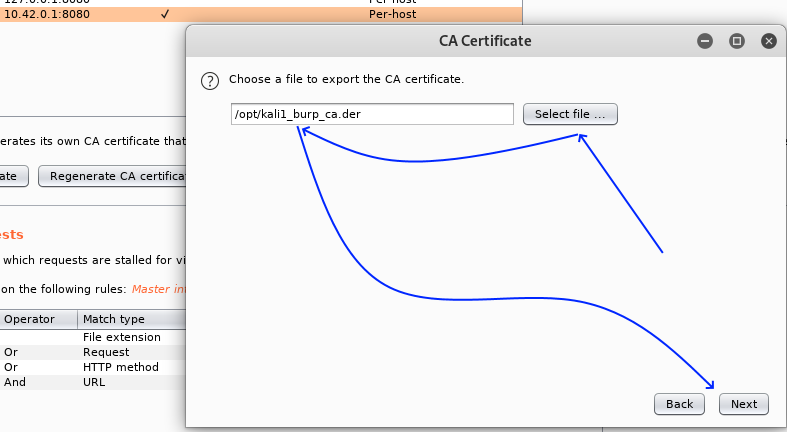 127.0.0.1:8080 Per-host
10.42.0.1:8080 ✓ Per-host
CA Certificate
? Choose a file to export the CA certificate.
/opt/kali1_burp_ca.der Select file ...
erates its own CA certificate that
ate Regenerate CA certifica
ests
which requests are stalled for vi
on the following rules: Master int
Operator Match type
File extension
Or Request
Or HTTP method
And URL
Back Next